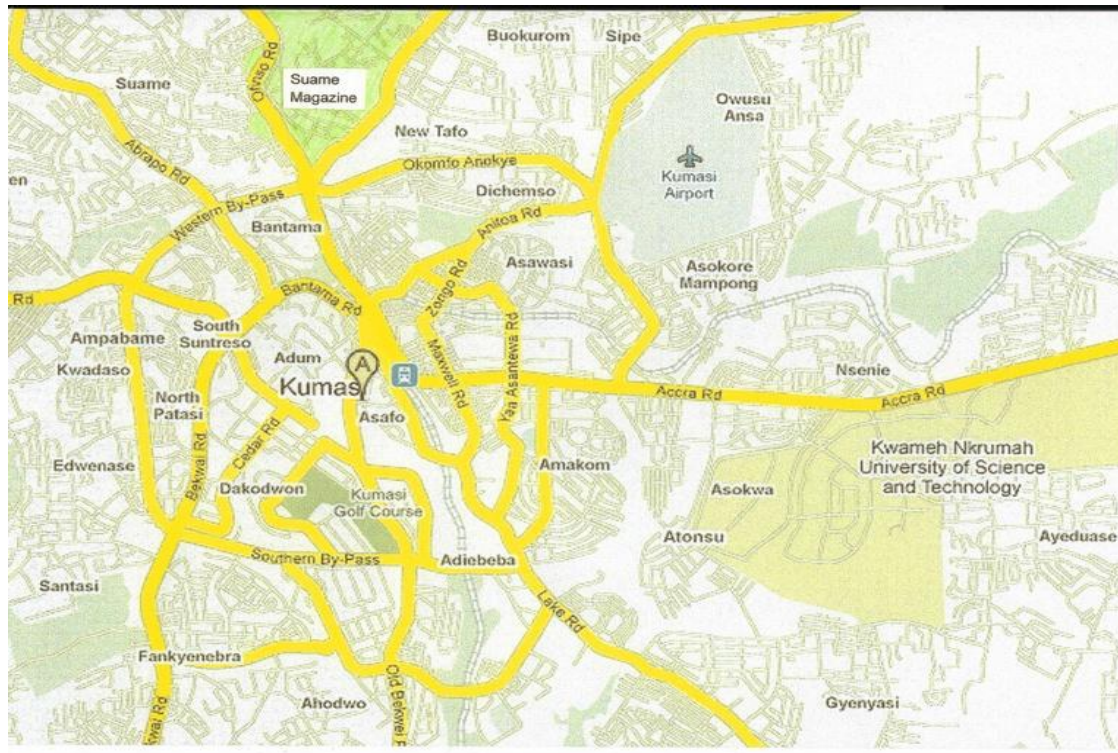 Buokurom
Sipe
Suame
Ofinso Rd
Suame
Magazine
Owusu
Ansa
New Tafo
Abrapo Rd
Okomfo Anokye
Kumasi
Airport
en
Dichemso
Western By-Pass
Bantama
Anitoa Rd
Asawasi
Asokore
Mampong
Zongo Rd
Bantama Rd
Rd
South
Suntreso
Ampabame
Kwadaso
Adum
A
Kumasi
Maxwell Rd
Yaa Asantewa Rd
Nsenie
Accra Rd
Accra Rd
North
Patasi
Asafo
Cedar Rd
Bekwai Rd
Edwenase
Amakom
Kwameh Nkrumah
University of Science
and Technology
Dakodwon
Kumasi
Golf Course
Asokwa
Atonsu
Ayeduase
Southern By-Pass
Adiebeba
Santasi
Lake Rd
Fankyenebra
Ahodwo
Old Bekwei R
Gyenyasi
kwai Rd